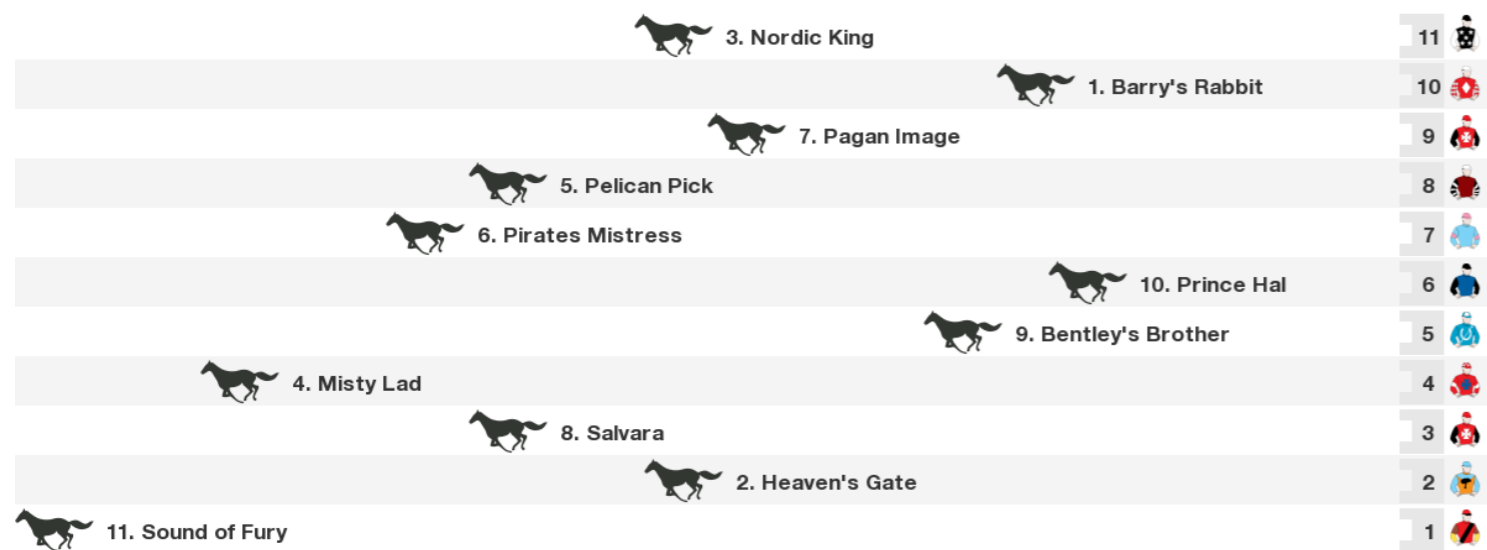 3. Nordic King 11
1. Barry's Rabbit 10
7. Pagan Image 9
5. Pelican Pick 8
6. Pirates Mistress 7
10. Prince Hal 6
9. Bentley's Brother 5
4. Misty Lad 4
8. Salvara 3
2. Heaven's Gate 2
11. Sound of Fury 1